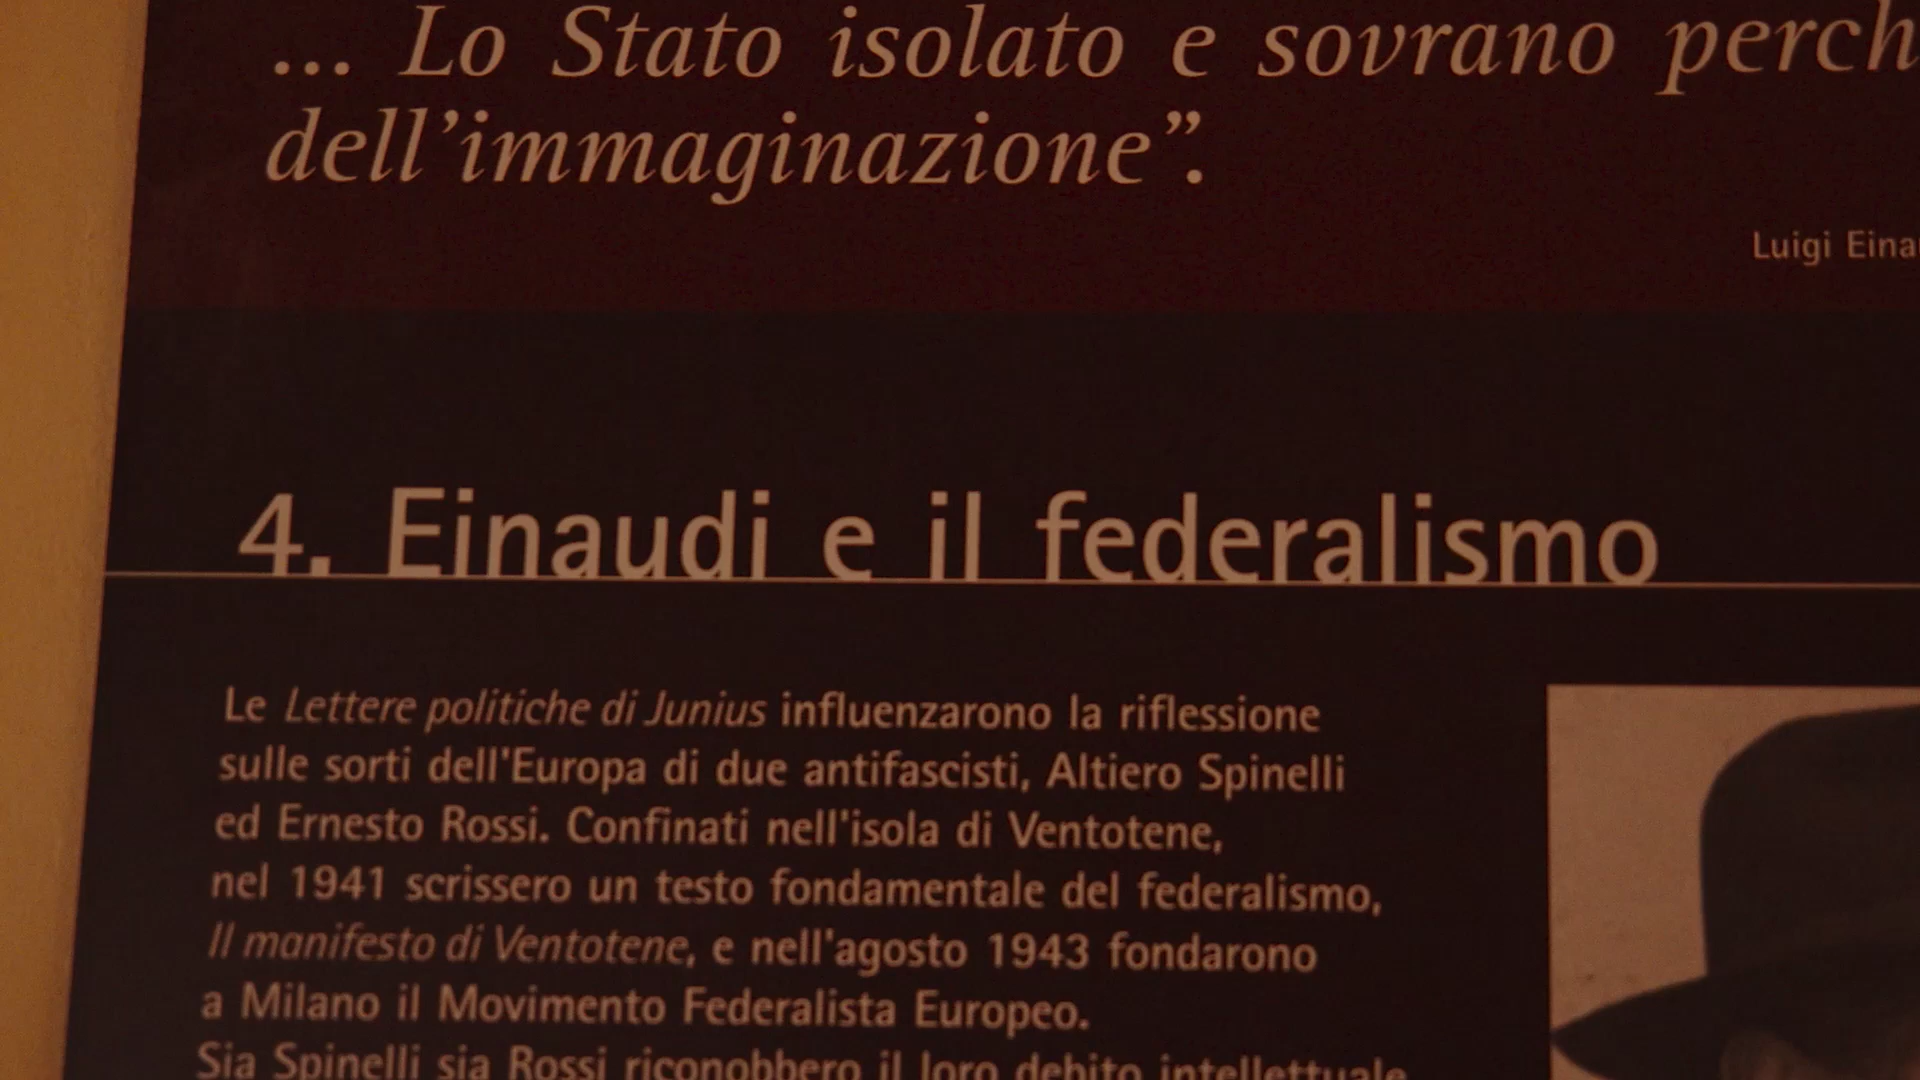 ... Lo Stato isolato e sovrano perch
dell'immaginazione”.
Luigi Eina
4. Einaudi e il federalismo
Le Lettere politiche di Junius influenzarono la riflessione
sulle sorti dell'Europa di due antifascisti, Altiero Spinelli
ed Ernesto Rossi. Confinati nell'isola di Ventotene,
nel 1941 scrissero un testo fondamentale del federalismo,
Il manifesto di Ventotene, e nell'agosto 1943 fondarono
a Milano il Movimento Federalista Europeo.
Sia Spinelli sia Rossi riconobbero il loro debito intellettuale